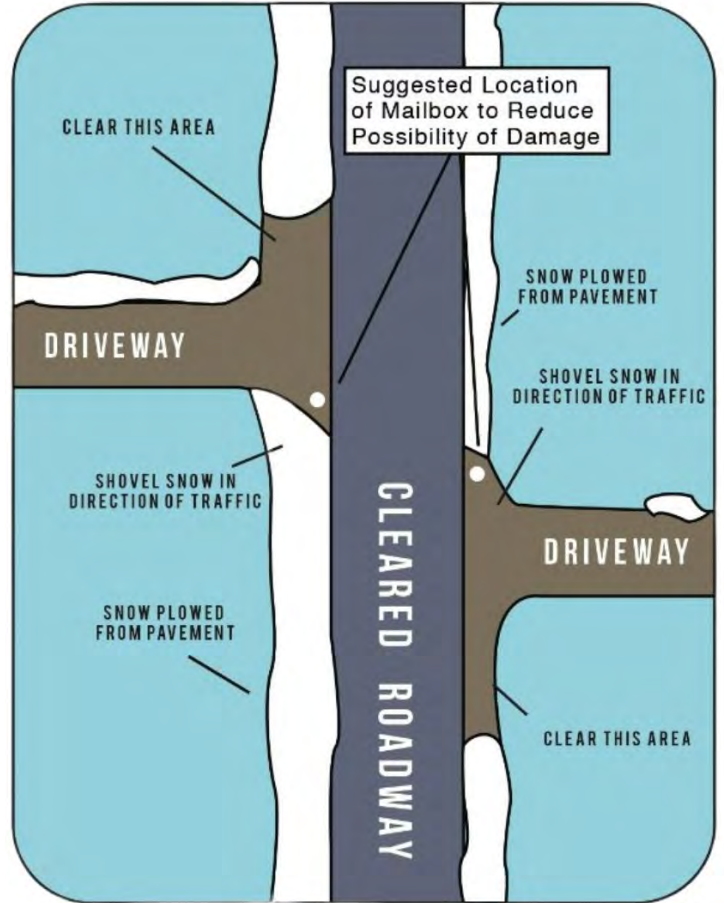 Suggested Location
of Mailbox to Reduce
Possibility of Damage
CLEAR THIS AREA
SNOW PLOWED
FROM PAVEMENT
DRIVEWAY
SHOVEL SNOW IN
DIRECTION OF TRAFFIC
SHOVEL SNOW IN
DIRECTION OF TRAFFIC
CLEARED ROADWAY
DRIVEWAY
SNOW PLOWED
FROM PAVEMENT
CLEAR THIS AREA